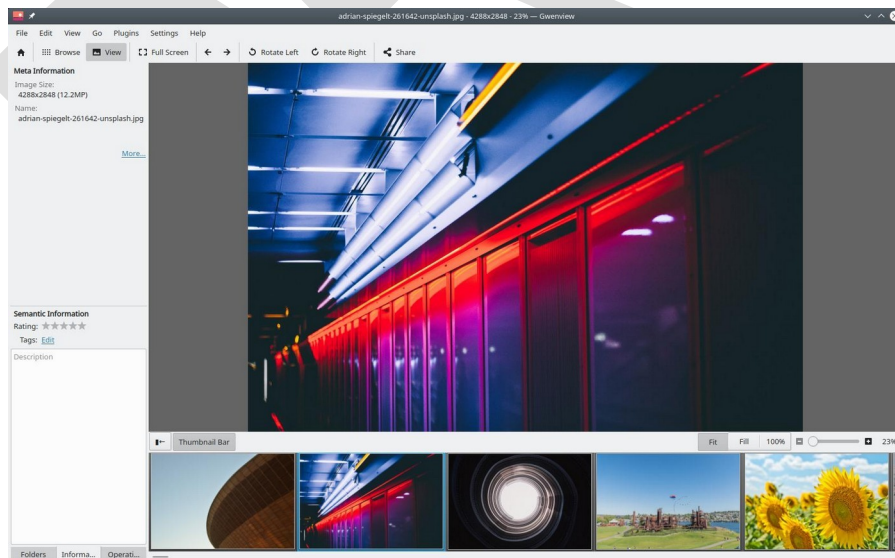 adrian-spiegelt-261642-unsplash.jpg - 4288x2848 - 23% — Gwenview
File Edit View Go Plugins Settings Help
Browse View Full Screen Rotate Left Rotate Right Share
Meta Information
Image Size:
4288x2848 (12.2MP)
Name:
adrian-spiegelt-261642-unsplash.jpg
More...
Semantic Information
Rating:
Tags: Edit
Description
Thumbnail Bar Fit Fill 100% 23%
Folders Informa... Operati...